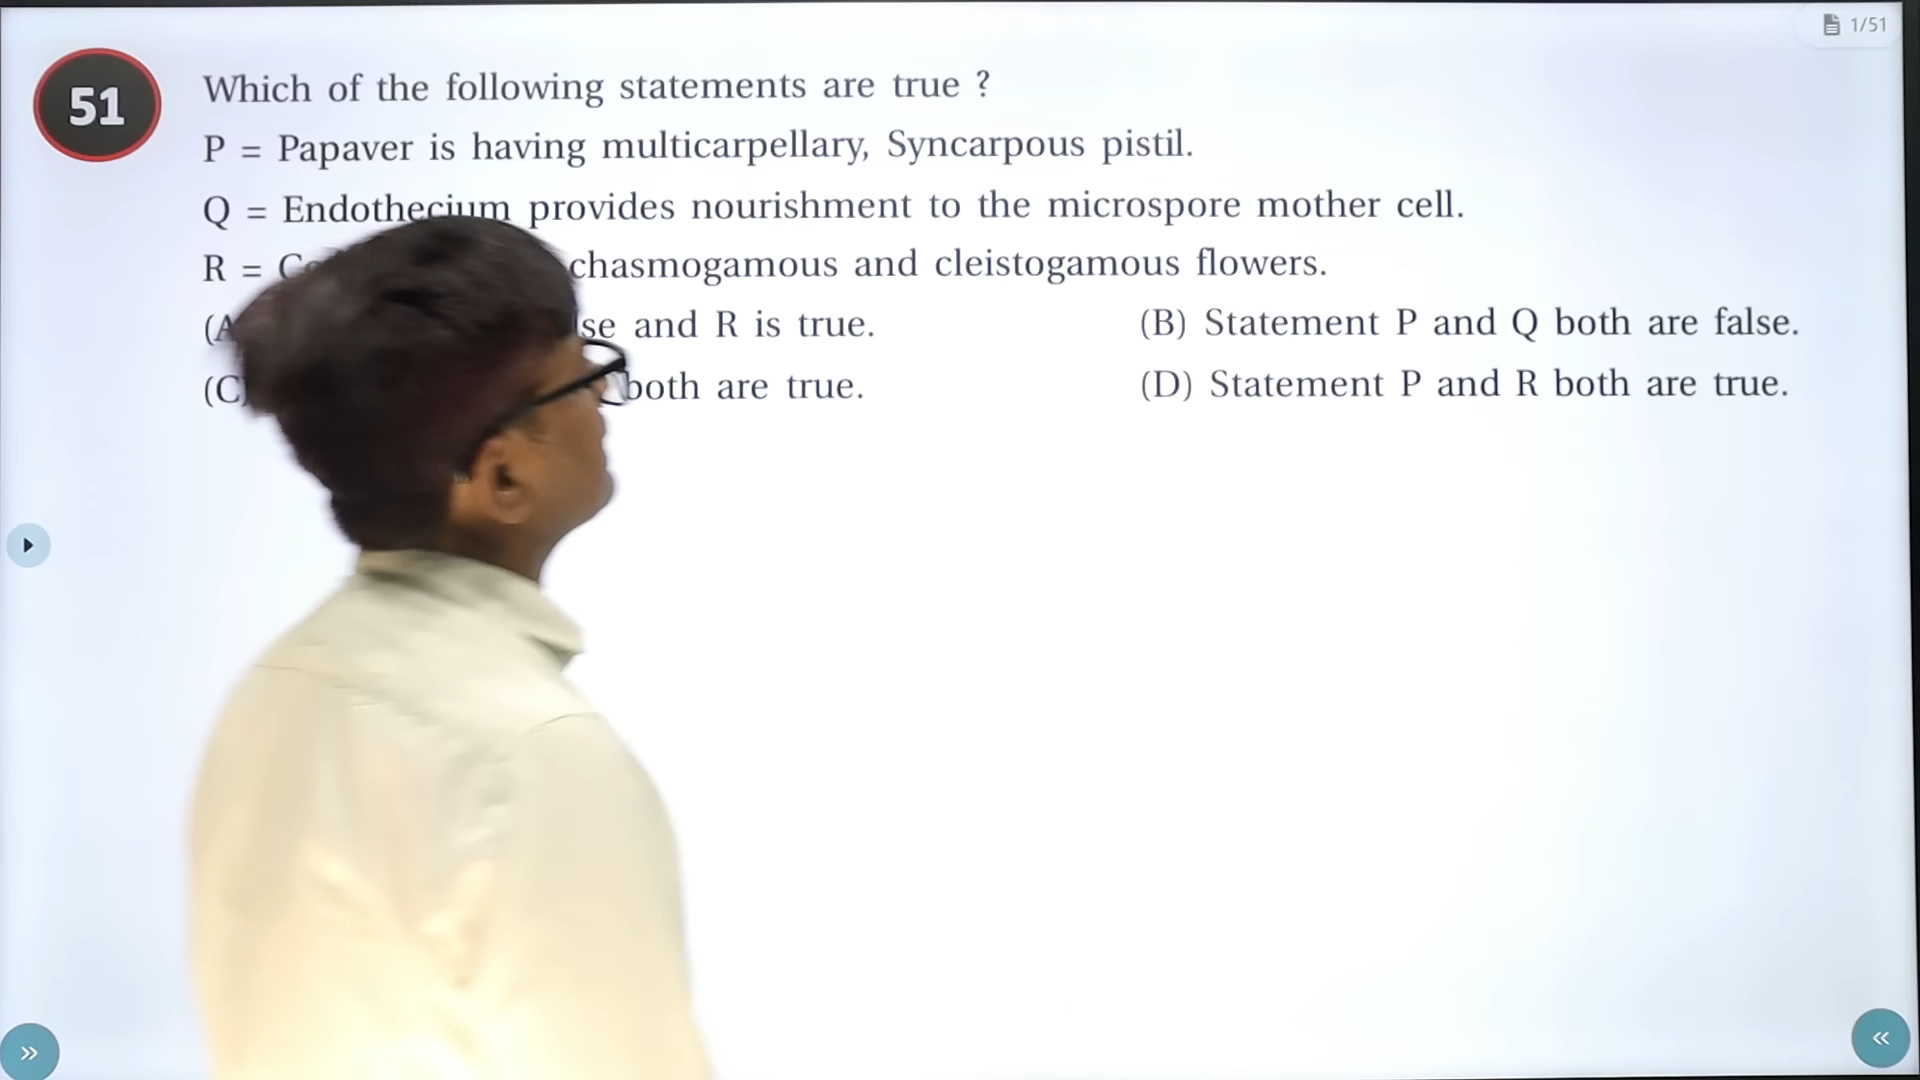 1/51
51
Which of the following statements are true ?
P = Papaver is having multicarpellary, Syncarpous pistil.
Q = Endothecium provides nourishment to the microspore mother cell.
R = chasmogamous and cleistogamous flowers.
(A and R is true.
(B) Statement P and Q both are false.
(C) both are true.
(D) Statement P and R both are true.